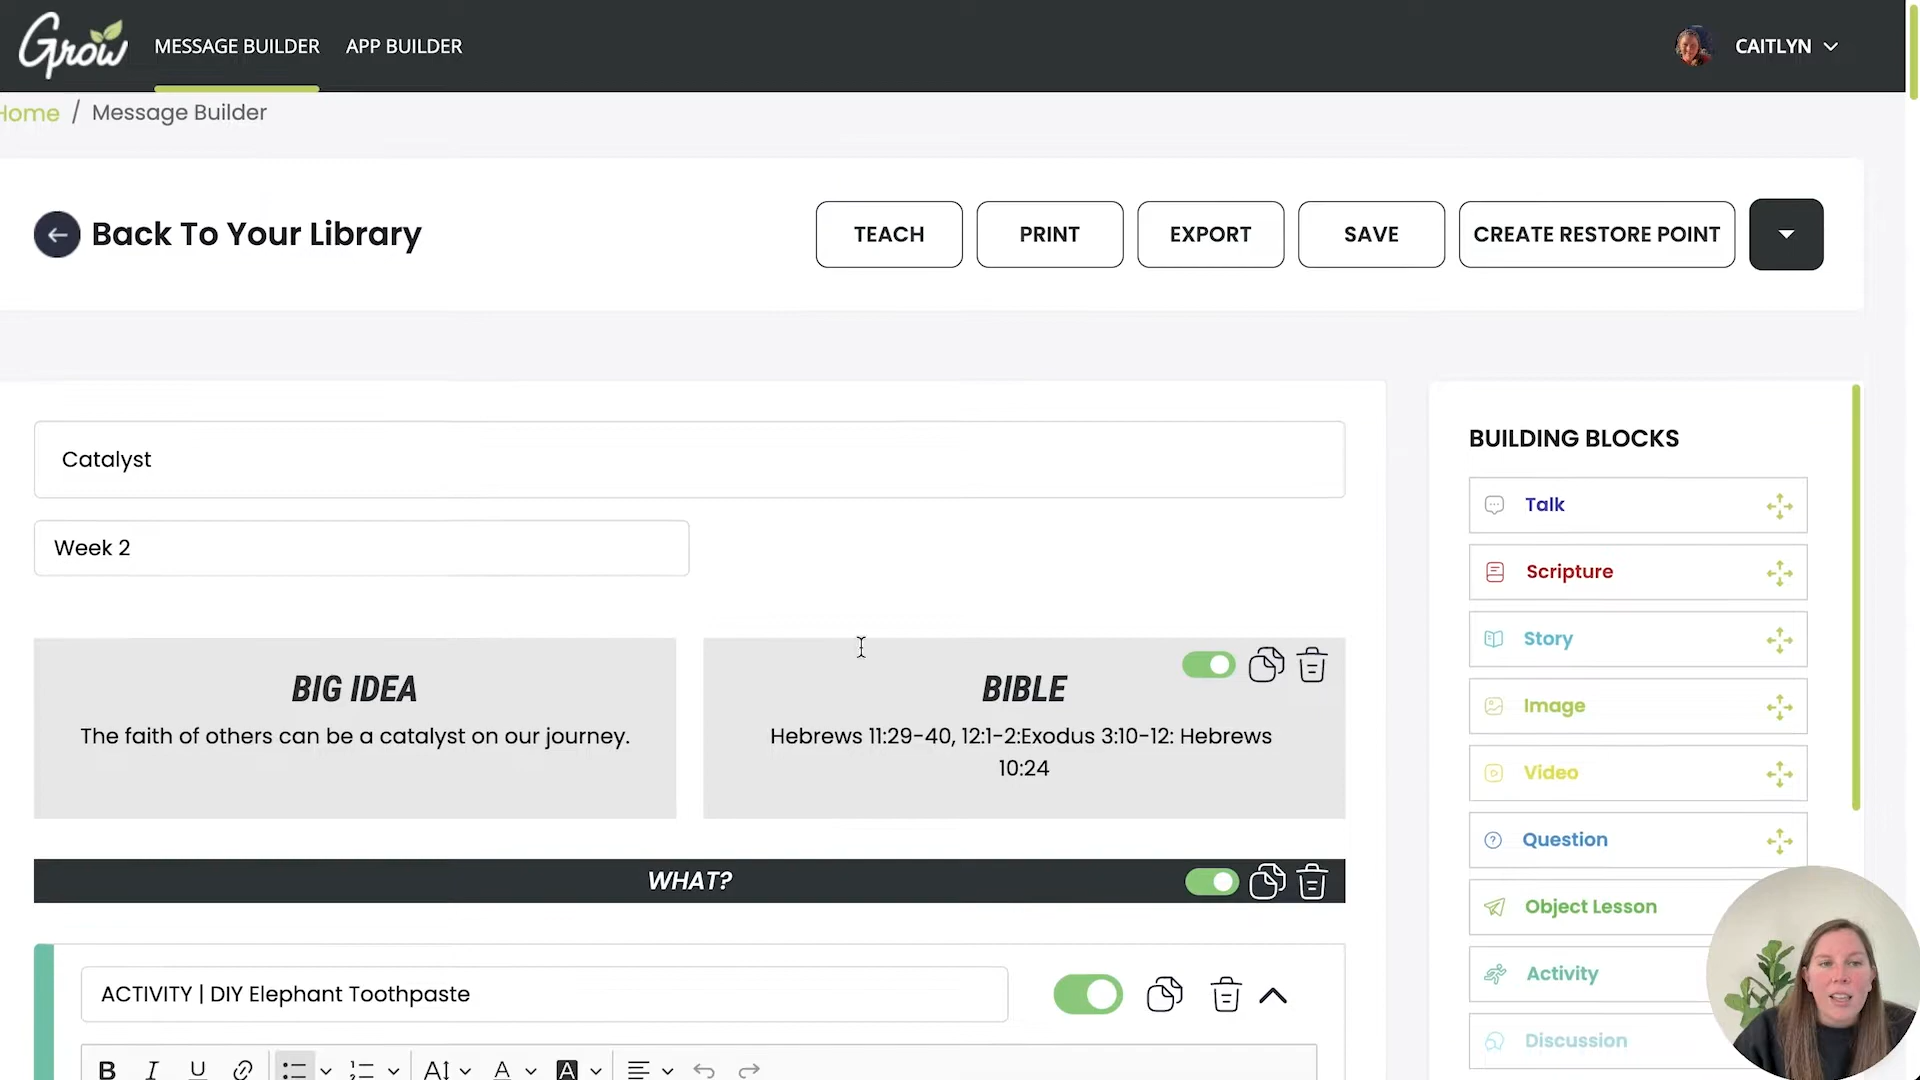 Grow
MESSAGE BUILDER
APP BUILDER
CAITLYN
Home / Message Builder
Back To Your Library
TEACH
PRINT
EXPORT
SAVE
CREATE RESTORE POINT
Catalyst
Week 2
BIG IDEA
The faith of others can be a catalyst on our journey.
BIBLE
Hebrews 11:29-40, 12:1-2:Exodus 3:10-12: Hebrews
10:24
WHAT?
ACTIVITY | DIY Elephant Toothpaste
BUILDING BLOCKS
Talk
Scripture
Story
Image
Video
Question
Object Lesson
Activity
Discussion